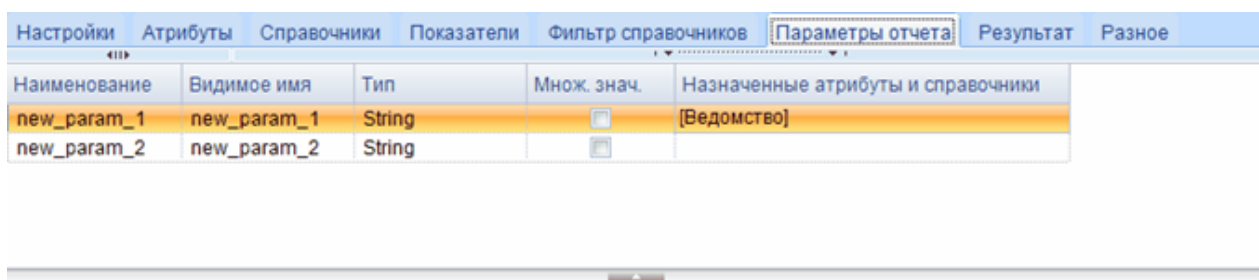 Настройки Атрибуты Справочники Показатели Фильтр справочников Параметры отчета Результат Разное
Наименование Видимое имя Тип Множ. знач. Назначенные атрибуты и справочники
new_param_1 new_param_1 String [Ведомство]
new_param_2 new_param_2 String